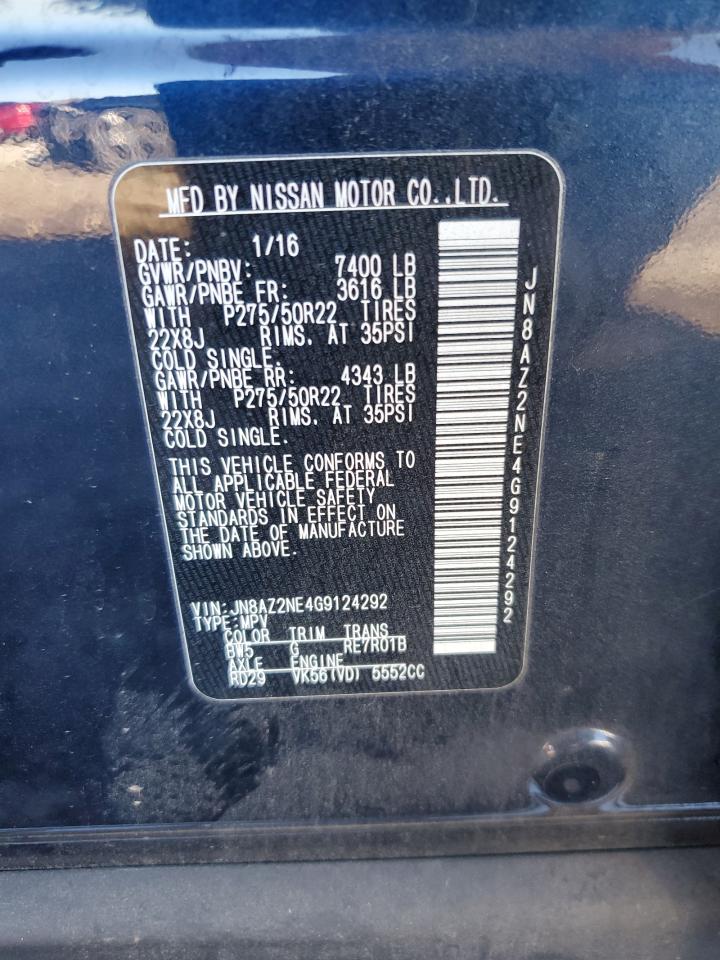 MFD BY NISSAN MOTOR CO.,LTD.
DATE: 1/16
GVWR/PNBV: 7400 LB
GAWR/PNBE FR: 3616 LB
WITH P275/50R22 TIRES
22X8J RIMS. AT 35PSI
COLD SINGLE.
GAWR/PNBE RR: 4343 LB
WITH P275/50R22 TIRES
22X8J RIMS. AT 35PSI
COLD SINGLE.
THIS VEHICLE CONFORMS TO
ALL APPLICABLE FEDERAL
MOTOR VEHICLE SAFETY
STANDARDS IN EFFECT ON
THE DATE OF MANUFACTURE
SHOWN ABOVE.
VIN:JN8AZ2NE4G9124292
TYPE:MPV
COLOR TRIM TRANS
BW5 G RE7R01B
AXLE ENGINE
RD29 VK56(VD) 5552CC
JN8AZ2NE4G9124292